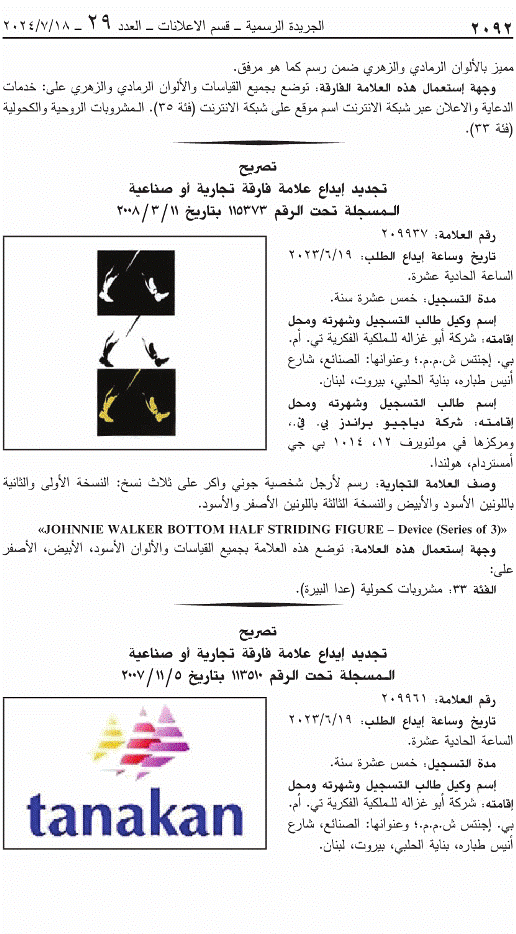 ٢٠٩٢
الجريدة الرسمية ــ قسم الاعلانات ــ العدد ٢٩ ــ ٢٠٢٤/٧/١٨
مميز بالألوان الرمادي والزهري ضمن رسم كما هو مرفق.
وجهة إستعمال هذه العلامة الفارقة: توضع بجميع القياسات والألوان الرمادي والزهري على: خدمات
الدعاية والاعلان عبر شبكة الانترنت اسم موقع على شبكة الانترنت (فئة ٣٥). المشروبات الروحية والكحولية
(فئة ٣٣).
تصريح
تجديد إيداع علامة فارقة تجارية أو صناعية
المسجلة تحت الرقم ١١٥٣٧٣ بتاريخ ٢٠٠٨/٣/١١
رقم العلامة: ٢٠٩٩٣٧
تاريخ وساعة إيداع الطلب: ٢٠٢٣/٦/١٩
الساعة الحادية عشرة.
مدة التسجيل: خمس عشرة سنة.
إسم وكيل طالب التسجيل وشهرته ومحل
إقامته: شركة أبو غزاله للملكية الفكرية تي. أم.
بي. إجنتس ش.م.م.؛ وعنوانها: الصنائع، شارع
أنيس طباره، بناية الحلبي، بيروت، لبنان.
إسم طالب التسجيل وشهرته ومحل
إقامته: شركة دياجيو براندز بي. في.،
ومركزها في مولنويرف ١٢، ١٠١٤ بي جي
أمستردام، هولندا.
وصف العلامة التجارية: رسم لأرجل شخصية جوني واكر على ثلاث نسخ: النسخة الأولى والثانية
باللونين الأسود والأبيض والنسخة الثالثة باللونين الأصفر والأسود.
«JOHNNIE WALKER BOTTOM HALF STRIDING FIGURE – Device (Series of 3)»
وجهة إستعمال هذه العلامة: توضع هذه العلامة بجميع القياسات والألوان الأسود، الأبيض، الأصفر
على:
الفئة ٣٣: مشروبات كحولية (عدا البيرة).
تصريح
تجديد إيداع علامة فارقة تجارية أو صناعية
المسجلة تحت الرقم ١١٣٥١٠ بتاريخ ٢٠٠٧/١١/٥
رقم العلامة: ٢٠٩٩٦١
تاريخ وساعة إيداع الطلب: ٢٠٢٣/٦/١٩
الساعة الحادية عشرة.
مدة التسجيل: خمس عشرة سنة.
إسم وكيل طالب التسجيل وشهرته ومحل
إقامته: شركة أبو غزاله للملكية الفكرية تي. أم.
بي. إجنتس ش.م.م.؛ وعنوانها: الصنائع، شارع
أنيس طباره، بناية الحلبي، بيروت، لبنان.
tanakan